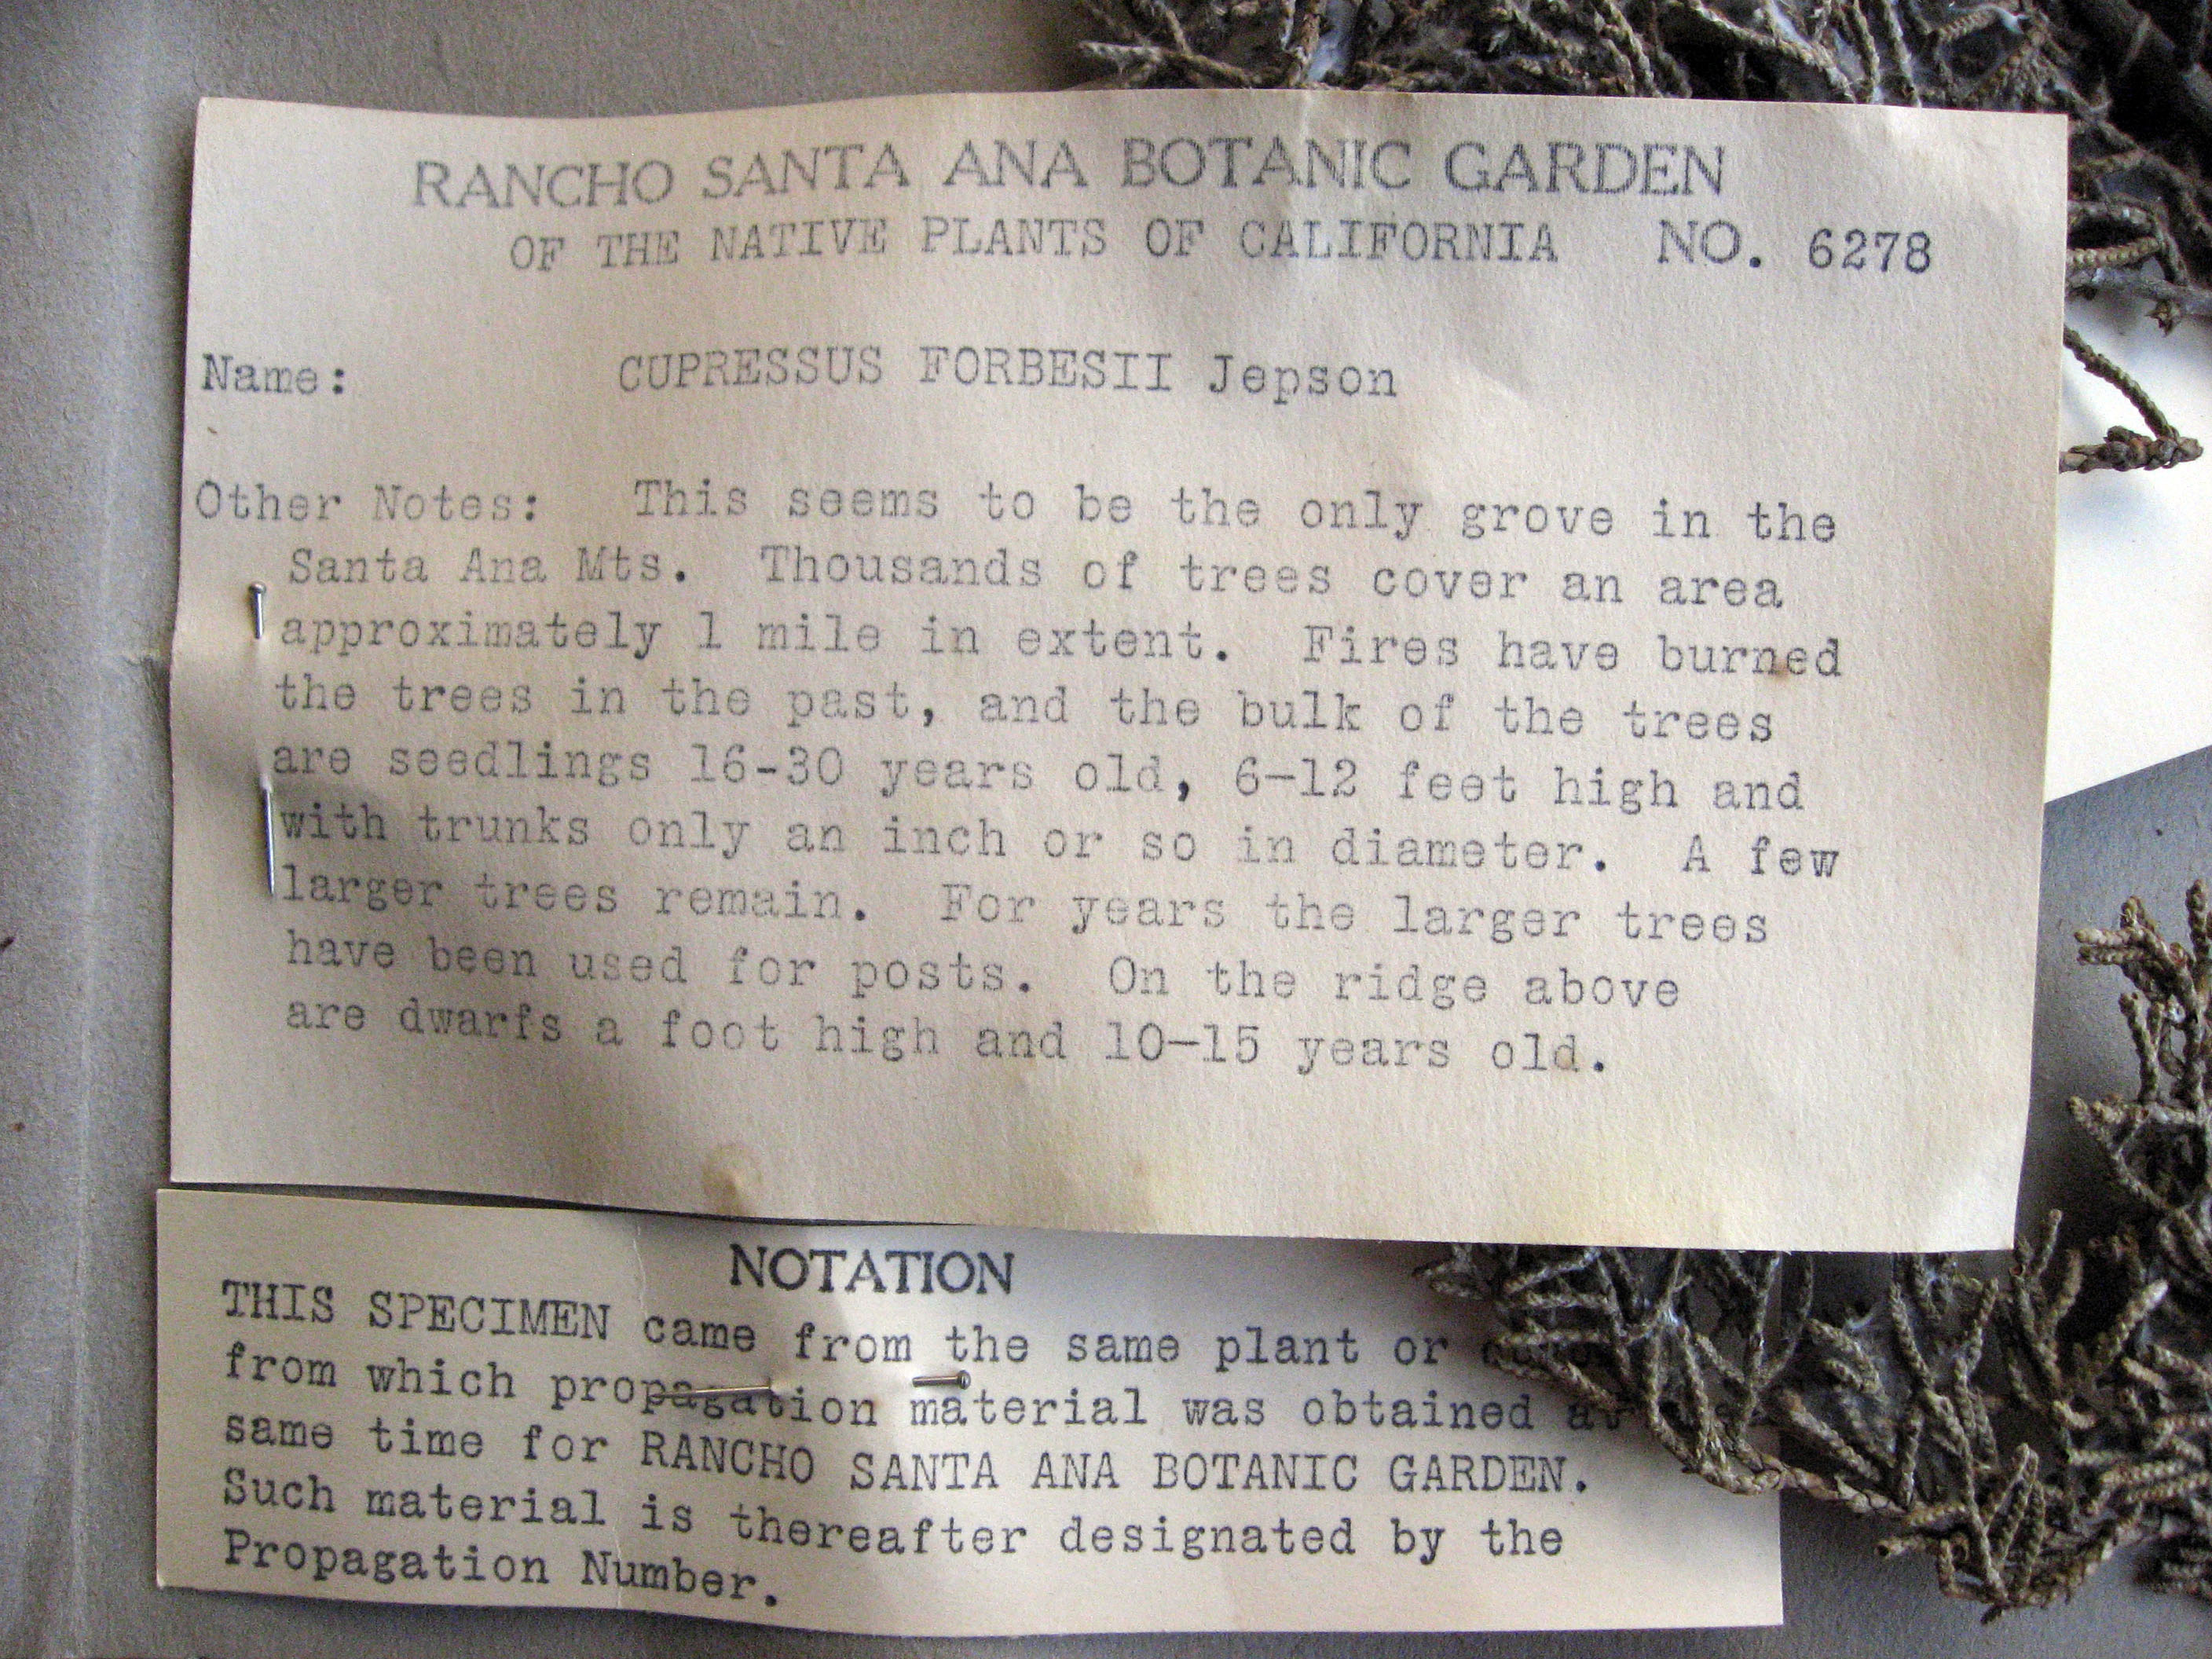 RANCHO SANTA ANA BOTANIC GARDEN
OF THE NATIVE PLANTS OF CALIFORNIA NO. 6278
Name: CUPRESSUS FORBESII Jepson
Other Notes: This seems to be the only grove in the
Santa Ana Mts. Thousands of trees cover an area
approximately 1 mile in extent. Fires have burned
the trees in the past, and the bulk of the trees
are seedlings 16-30 years old, 6-12 feet high and
with trunks only an inch or so in diameter. A few
larger trees remain. For years the larger trees
have been used for posts. On the ridge above
are dwarfs a foot high and 10-15 years old.
NOTATION
THIS SPECIMEN came from the same plant or
from which propagation material was obtained at
same time for RANCHO SANTA ANA BOTANIC GARDEN.
Such material is thereafter designated by the
Propagation Number.